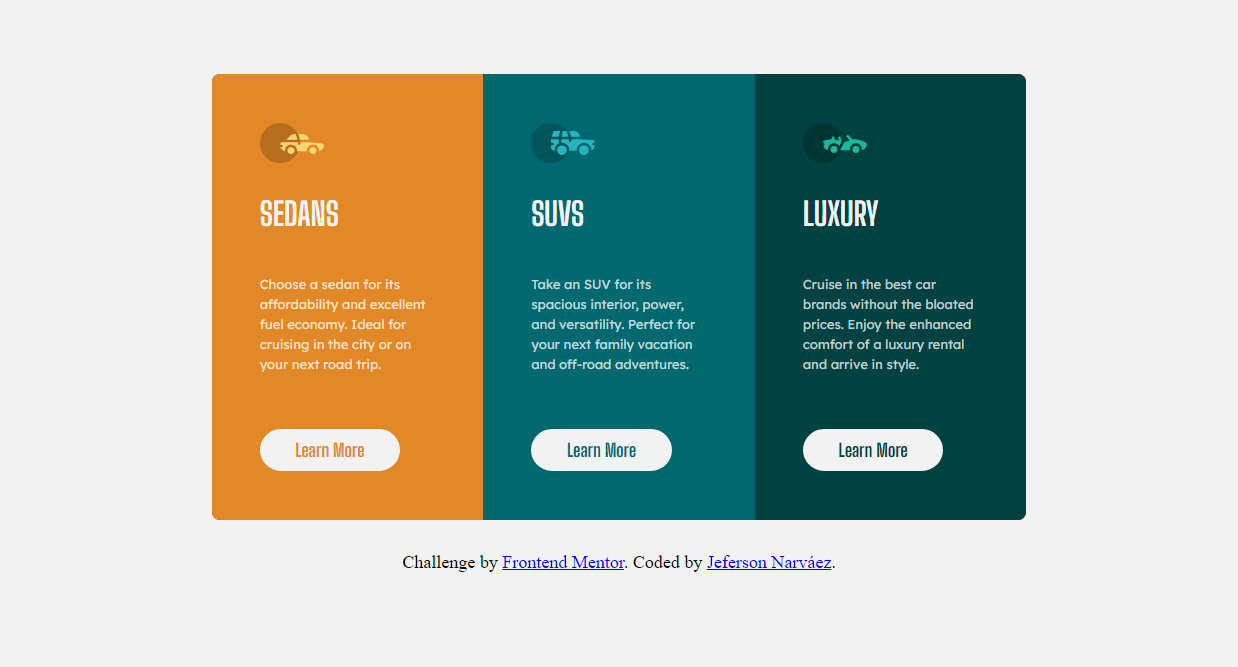 SEDANS
Choose a sedan for its
affordability and excellent
fuel economy. Ideal for
cruising in the city or on
your next road trip.
Learn More
SUVS
Take an SUV for its
spacious interior, power,
and versatility. Perfect for
your next family vacation
and off-road adventures.
Learn More
LUXURY
Cruise in the best car
brands without the bloated
prices. Enjoy the enhanced
comfort of a luxury rental
and arrive in style.
Learn More
Challenge by Frontend Mentor. Coded by Jeferson Narváez.